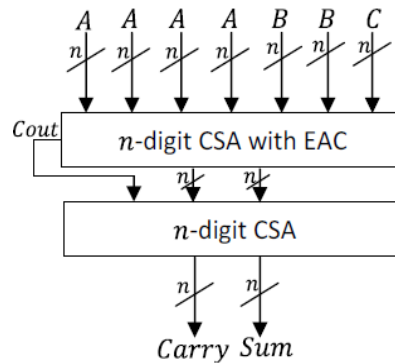 A A A A B B C
n n n n n n n
Cout
n-digit CSA with EAC
n n
n-digit CSA
n n
Carry Sum